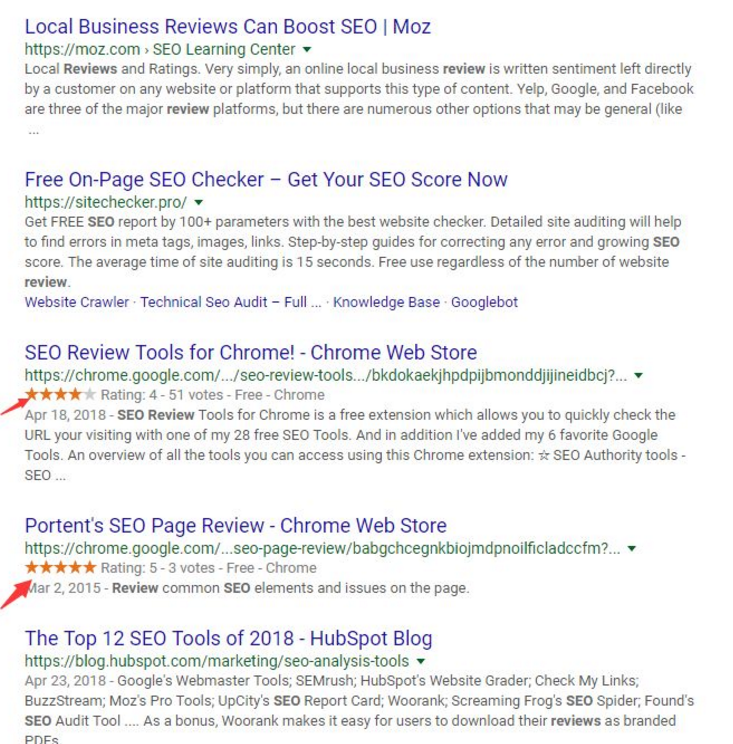 Local Business Reviews Can Boost SEO | Moz
https://moz.com › SEO Learning Center
Local Reviews and Ratings. Very simply, an online local business review is written sentiment left directly
by a customer on any website or platform that supports this type of content. Yelp, Google, and Facebook
are three of the major review platforms, but there are numerous other options that may be general (like
...
Free On-Page SEO Checker – Get Your SEO Score Now
https://sitechecker.pro/
Get FREE SEO report by 100+ parameters with the best website checker. Detailed site auditing will help
to find errors in meta tags, images, links. Step-by-step guides for correcting any error and growing SEO
score. The average time of site auditing is 15 seconds. Free use regardless of the number of website
review.
Website Crawler · Technical Seo Audit – Full ... · Knowledge Base · Googlebot
SEO Review Tools for Chrome! - Chrome Web Store
https://chrome.google.com/.../seo-review-tools.../bkdokaekjhpdpijbmonddjijineidbcj?...
Rating: 4 - 51 votes - Free - Chrome
Apr 18, 2018 - SEO Review Tools for Chrome is a free extension which allows you to quickly check the
URL your visiting with one of my 28 free SEO Tools. And in addition I've added my 6 favorite Google
Tools. An overview of all the tools you can access using this Chrome extension: ☆ SEO Authority tools -
SEO ...
Portent's SEO Page Review - Chrome Web Store
https://chrome.google.com/...seo-page-review/babgchcegnkbiojmdpnoilficladccfm?...
Rating: 5 - 3 votes - Free - Chrome
Mar 2, 2015 - Review common SEO elements and issues on the page.
The Top 12 SEO Tools of 2018 - HubSpot Blog
https://blog.hubspot.com/marketing/seo-analysis-tools
Apr 23, 2018 - Google's Webmaster Tools; SEMrush; HubSpot's Website Grader; Check My Links;
BuzzStream; Moz's Pro Tools; UpCity's SEO Report Card; Woorank; Screaming Frog's SEO Spider; Found's
SEO Audit Tool .... As a bonus, Woorank makes it easy for users to download their reviews as branded
PDFs.